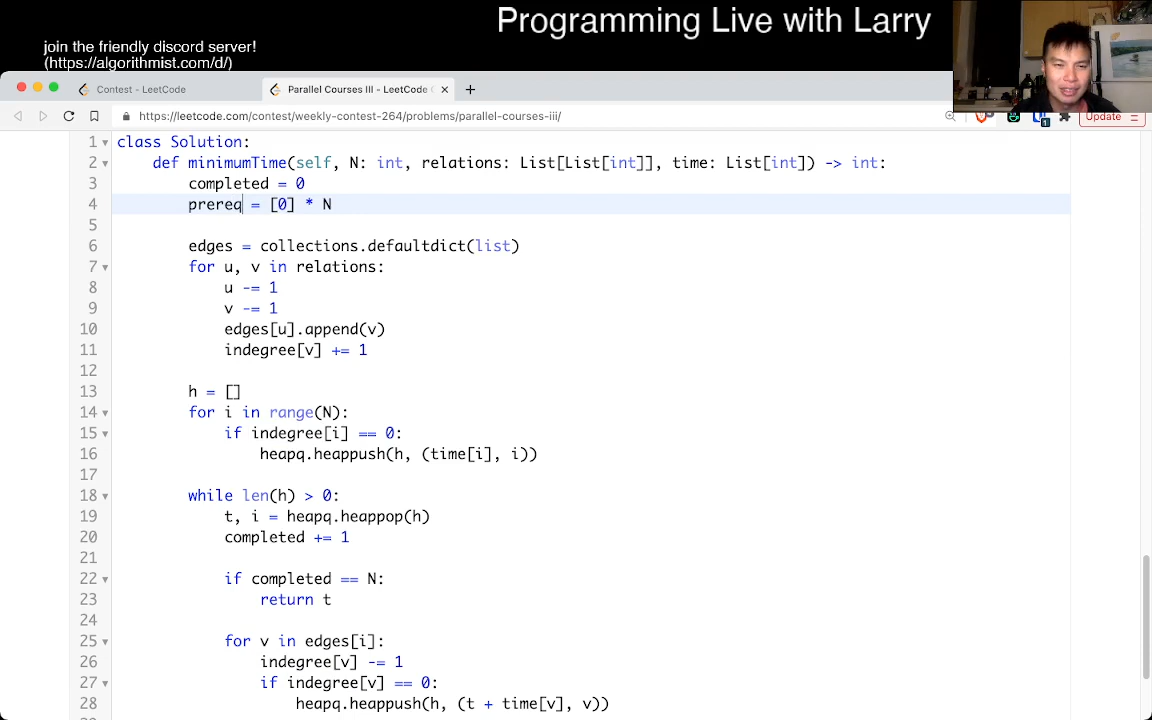 Programming Live with Larry
join the friendly discord server!
(https://algorithmist.com/d/)
Contest - LeetCode
Parallel Courses III - LeetCode
https://leetcode.com/contest/weekly-contest-264/problems/parallel-courses-iii/
Update
1 class Solution:
2 def minimumTime(self, N: int, relations: List[List[int]], time: List[int]) -> int:
3 completed = 0
4 prereq = [0] * N
5
6 edges = collections.defaultdict(list)
7 for u, v in relations:
8 u -= 1
9 v -= 1
10 edges[u].append(v)
11 indegree[v] += 1
12
13 h = []
14 for i in range(N):
15 if indegree[i] == 0:
16 heapq.heappush(h, (time[i], i))
17
18 while len(h) > 0:
19 t, i = heapq.heappop(h)
20 completed += 1
21
22 if completed == N:
23 return t
24
25 for v in edges[i]:
26 indegree[v] -= 1
27 if indegree[v] == 0:
28 heapq.heappush(h, (t + time[v], v))